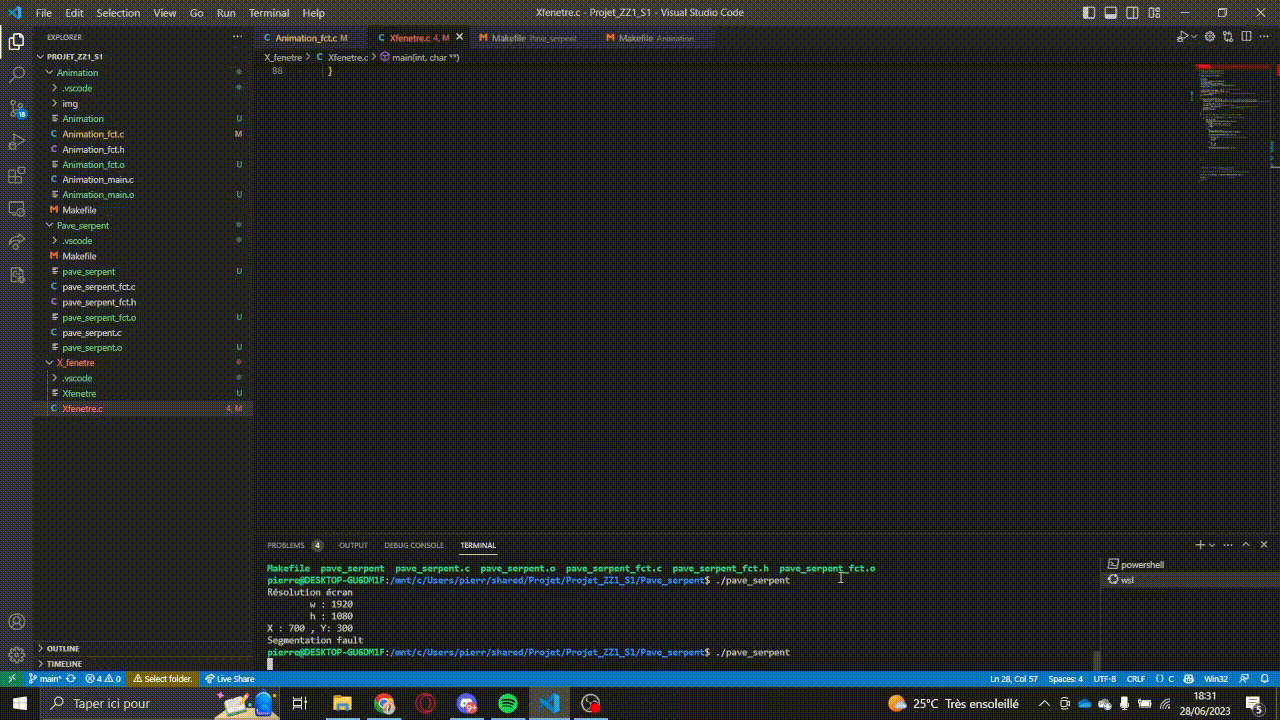 File Edit Selection View Go Run Terminal Help Xfenetre.c - Projet_ZZ1_S1 - Visual Studio Code
EXPLORER
PROJET_ZZ1_S1
Animation
.vscode
img
Animation U
Animation_fct.c M
Animation_fct.h
Animation_fct.o U
Animation_main.c
Animation_main.o U
Makefile
Pave_serpent
.vscode
Makefile
pave_serpent U
pave_serpent_fct.c
pave_serpent_fct.h
pave_serpent_fct.o U
pave_serpent.c
pave_serpent.o U
X_fenetre
.vscode
Xfenetre U
Xfenetre.c 4, M
OUTLINE
TIMELINE
Animation_fct.c M Xfenetre.c 4, M Makefile Pave_serpent Makefile Animation
X_fenetre > C Xfenetre.c > main(int, char **)
86 }
PROBLEMS 4 OUTPUT DEBUG CONSOLE TERMINAL
Makefile pave_serpent pave_serpent.c pave_serpent.o pave_serpent_fct.c pave_serpent_fct.h pave_serpent_fct.o
pierre@DESKTOP-GU6DM1F:/mnt/c/Users/pierr/shared/Projet/Projet_ZZ1_S1/Pave_serpent$ ./pave_serpent
Résolution écran
w : 1920
h : 1080
X : 700 , Y: 300
Segmentation fault
pierre@DESKTOP-GU6DM1F:/mnt/c/Users/pierr/shared/Projet/Projet_ZZ1_S1/Pave_serpent$ ./pave_serpent
powershell
wsl
main* 4 0 Select folder. Live Share Ln 28, Col 57 Spaces: 4 UTF-8 CRLF {} C Win32
Taper ici pour 25°C Très ensoleillé 18:31
28/06/2023 5